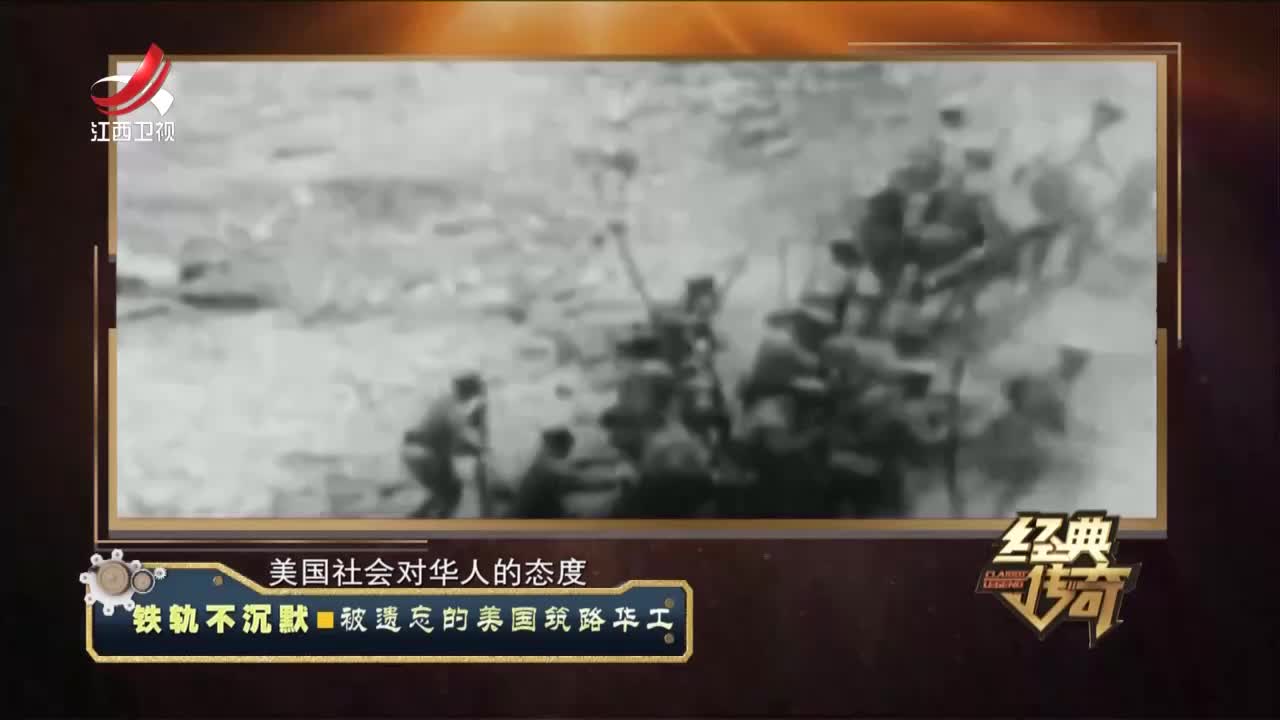 江西卫视
美国社会对华人的态度
铁轨不沉默■被遗忘的美国筑路华工
经典
CLASSIC
LEGEND
传奇